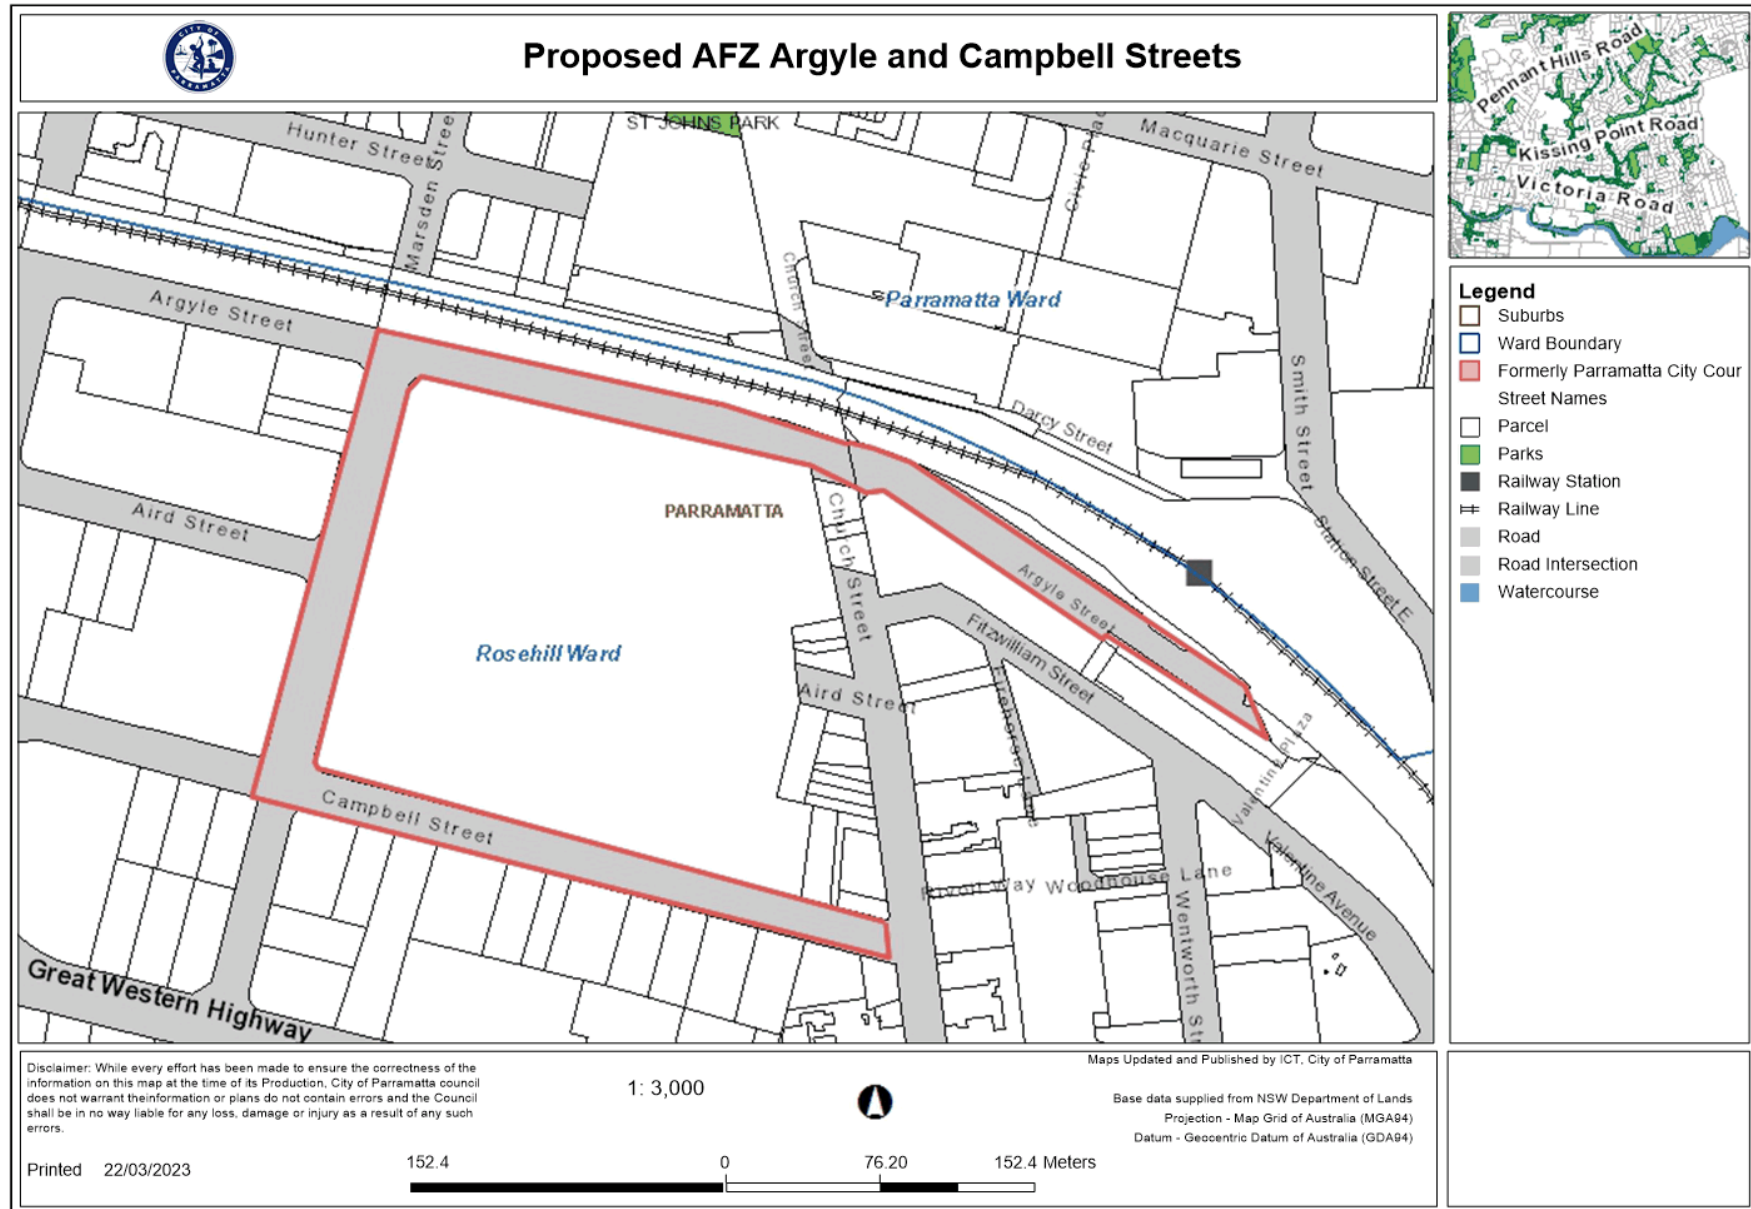 CITY OF
PARRAMATTA
Proposed AFZ Argyle and Campbell Streets
Pennant Hills Road
Kissing Point Road
Victoria Road
ST JOHNS PARK
Hunter Street
Marsden Street
Civic Place
Macquarie Street
Argyle Street
Church Street
Parramatta Ward
Smith Street
Darcy Street
Aird Street
PARRAMATTA
Church Street
Argyle Street
Station Street E
Rosehill Ward
Fitzwilliam Street
Aird Street
Valentine Plaza
Campbell Street
Valentine Avenue
Way Woodhouse Lane
Wentworth Str
Great Western Highway
Legend
Suburbs
Ward Boundary
Formerly Parramatta City Cour
Street Names
Parcel
Parks
Railway Station
Railway Line
Road
Road Intersection
Watercourse
Disclaimer: While every effort has been made to ensure the correctness of the
information on this map at the time of its Production, City of Parramatta council
does not warrant theinformation or plans do not contain errors and the Council
shall be in no way liable for any loss, damage or injury as a result of any such
errors.
Printed 22/03/2023
1: 3,000
152.4 0 76.20 152.4 Meters
Maps Updated and Published by ICT, City of Parramatta
Base data supplied from NSW Department of Lands
Projection - Map Grid of Australia (MGA94)
Datum - Geocentric Datum of Australia (GDA94)